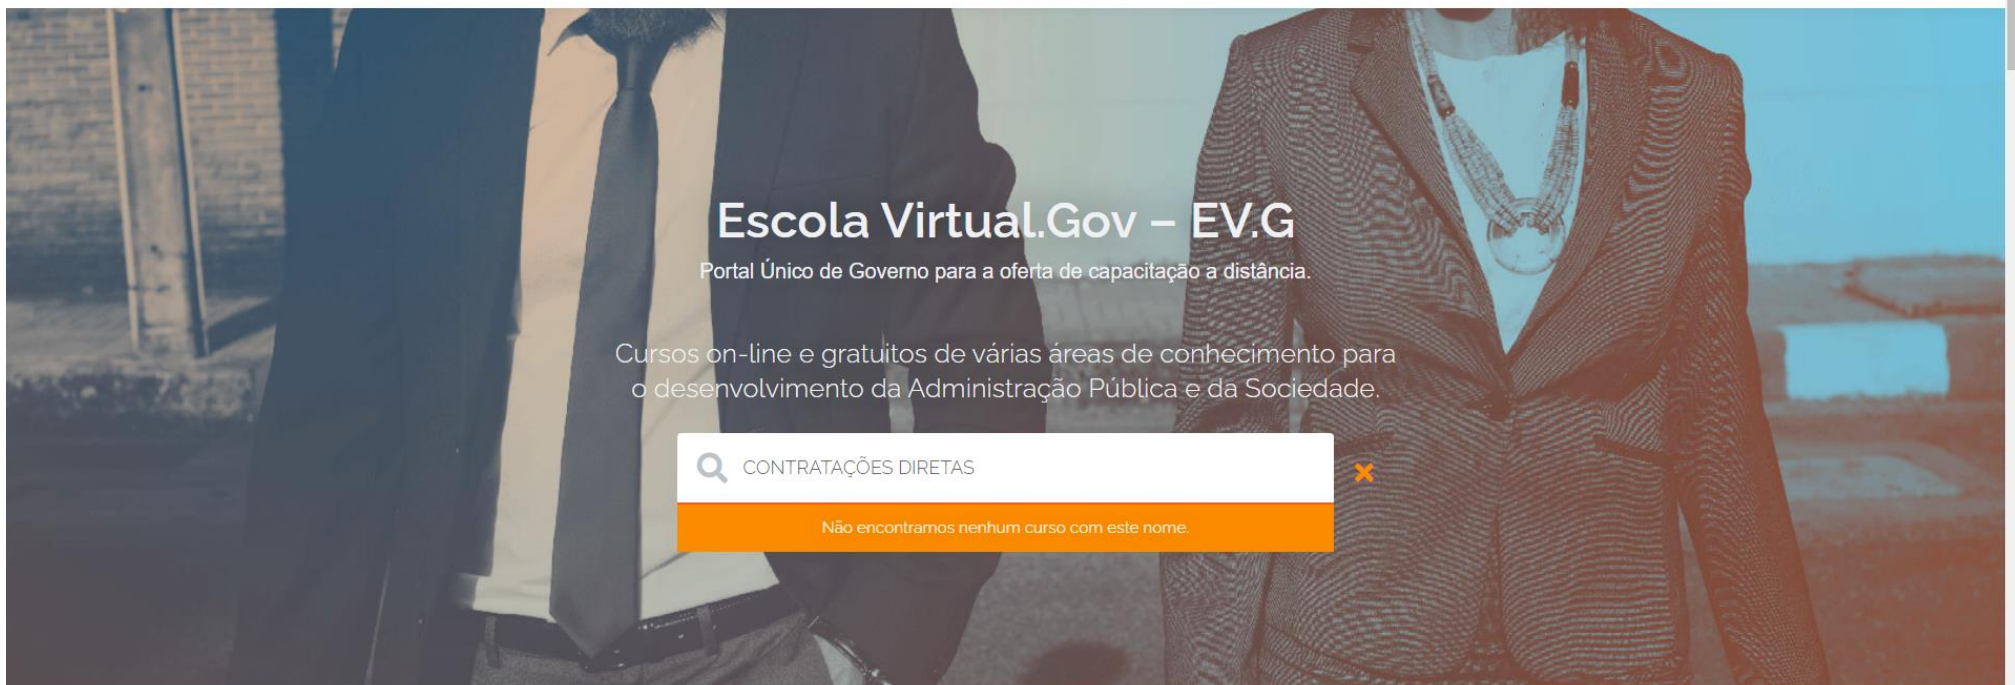 Escola Virtual.Gov – EV.G
Portal Único de Governo para a oferta de capacitação a distância.
Cursos on-line e gratuitos de várias áreas de conhecimento para
o desenvolvimento da Administração Pública e da Sociedade.
CONTRATAÇÕES DIRETAS
Não encontramos nenhum curso com este nome.